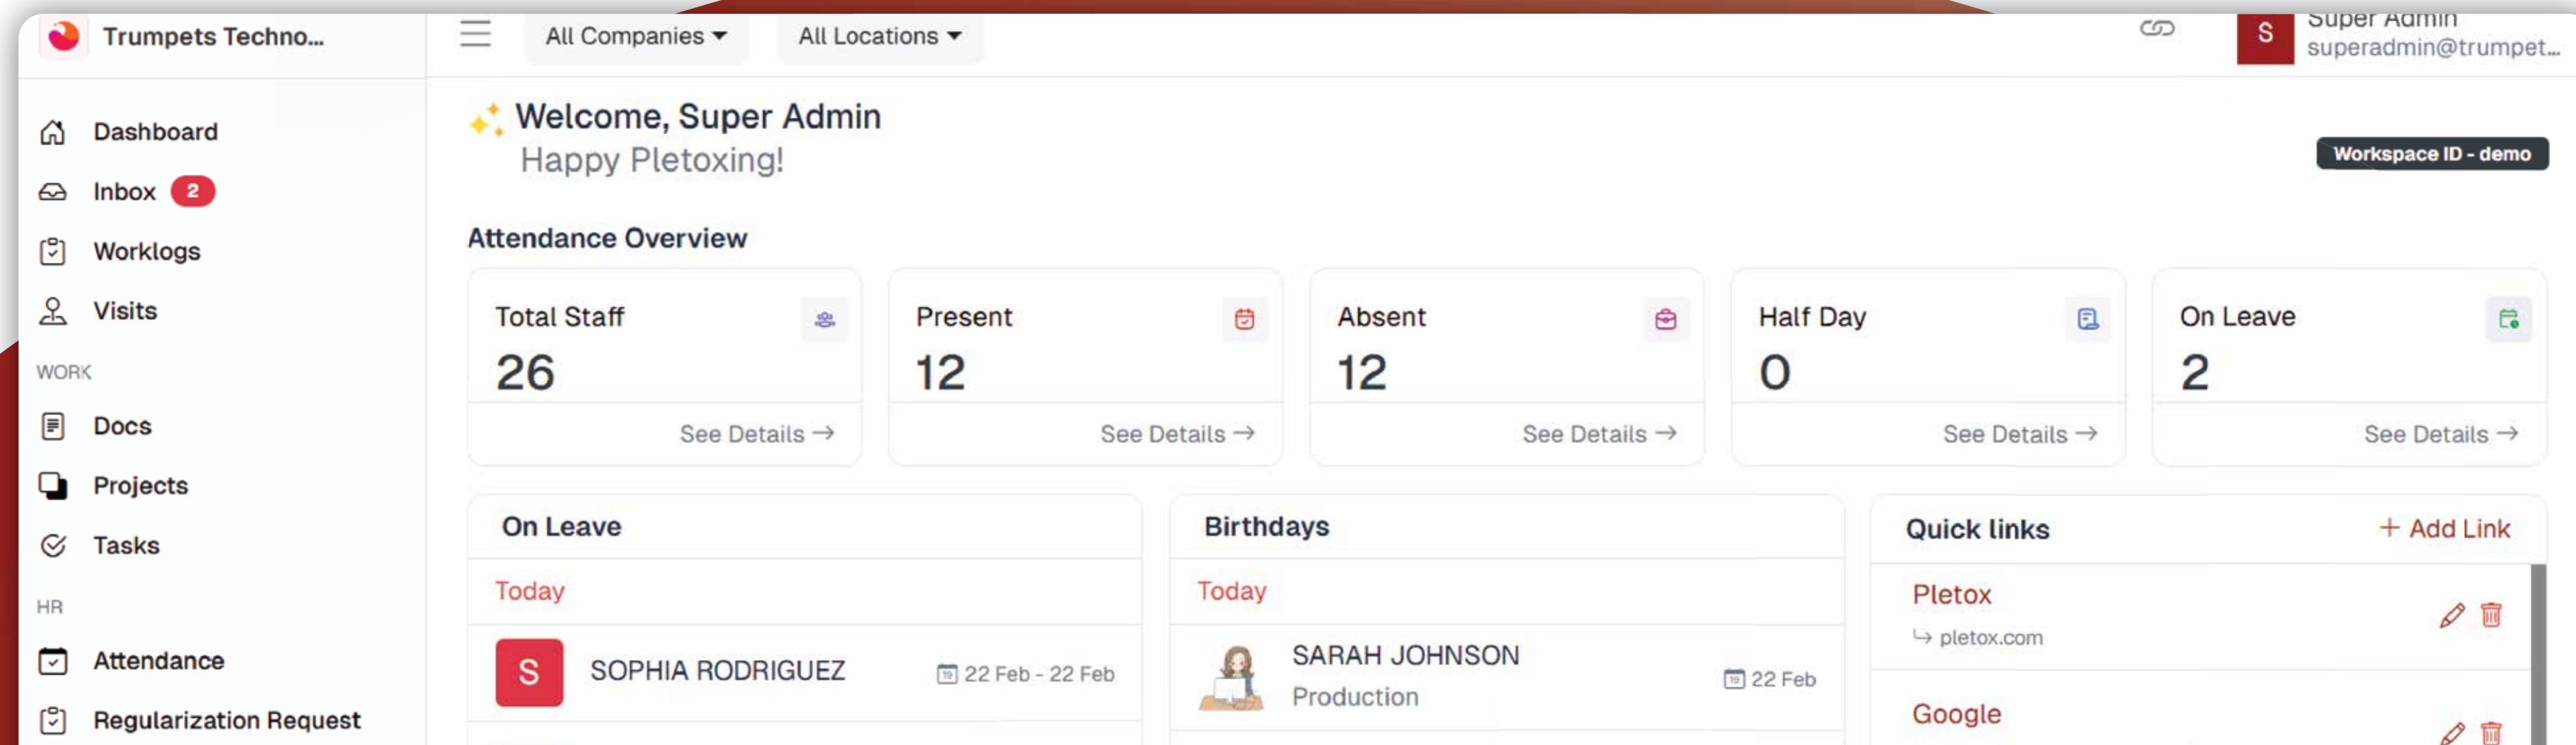 Trumpets Techno...
All Companies
All Locations
Super Admin
superadmin@trumpet...
S
Dashboard
Inbox 2
Worklogs
Visits
WORK
Docs
Projects
Tasks
HR
Attendance
Regularization Request
Welcome, Super Admin
Happy Pletoxing!
Workspace ID - demo
Attendance Overview
Total Staff
26
See Details →
Present
12
See Details →
Absent
12
See Details →
Half Day
0
See Details →
On Leave
2
See Details →
On Leave
Today
S SOPHIA RODRIGUEZ 22 Feb - 22 Feb
Birthdays
Today
SARAH JOHNSON
Production
22 Feb
Quick links
+ Add Link
Pletox
pletox.com
Google